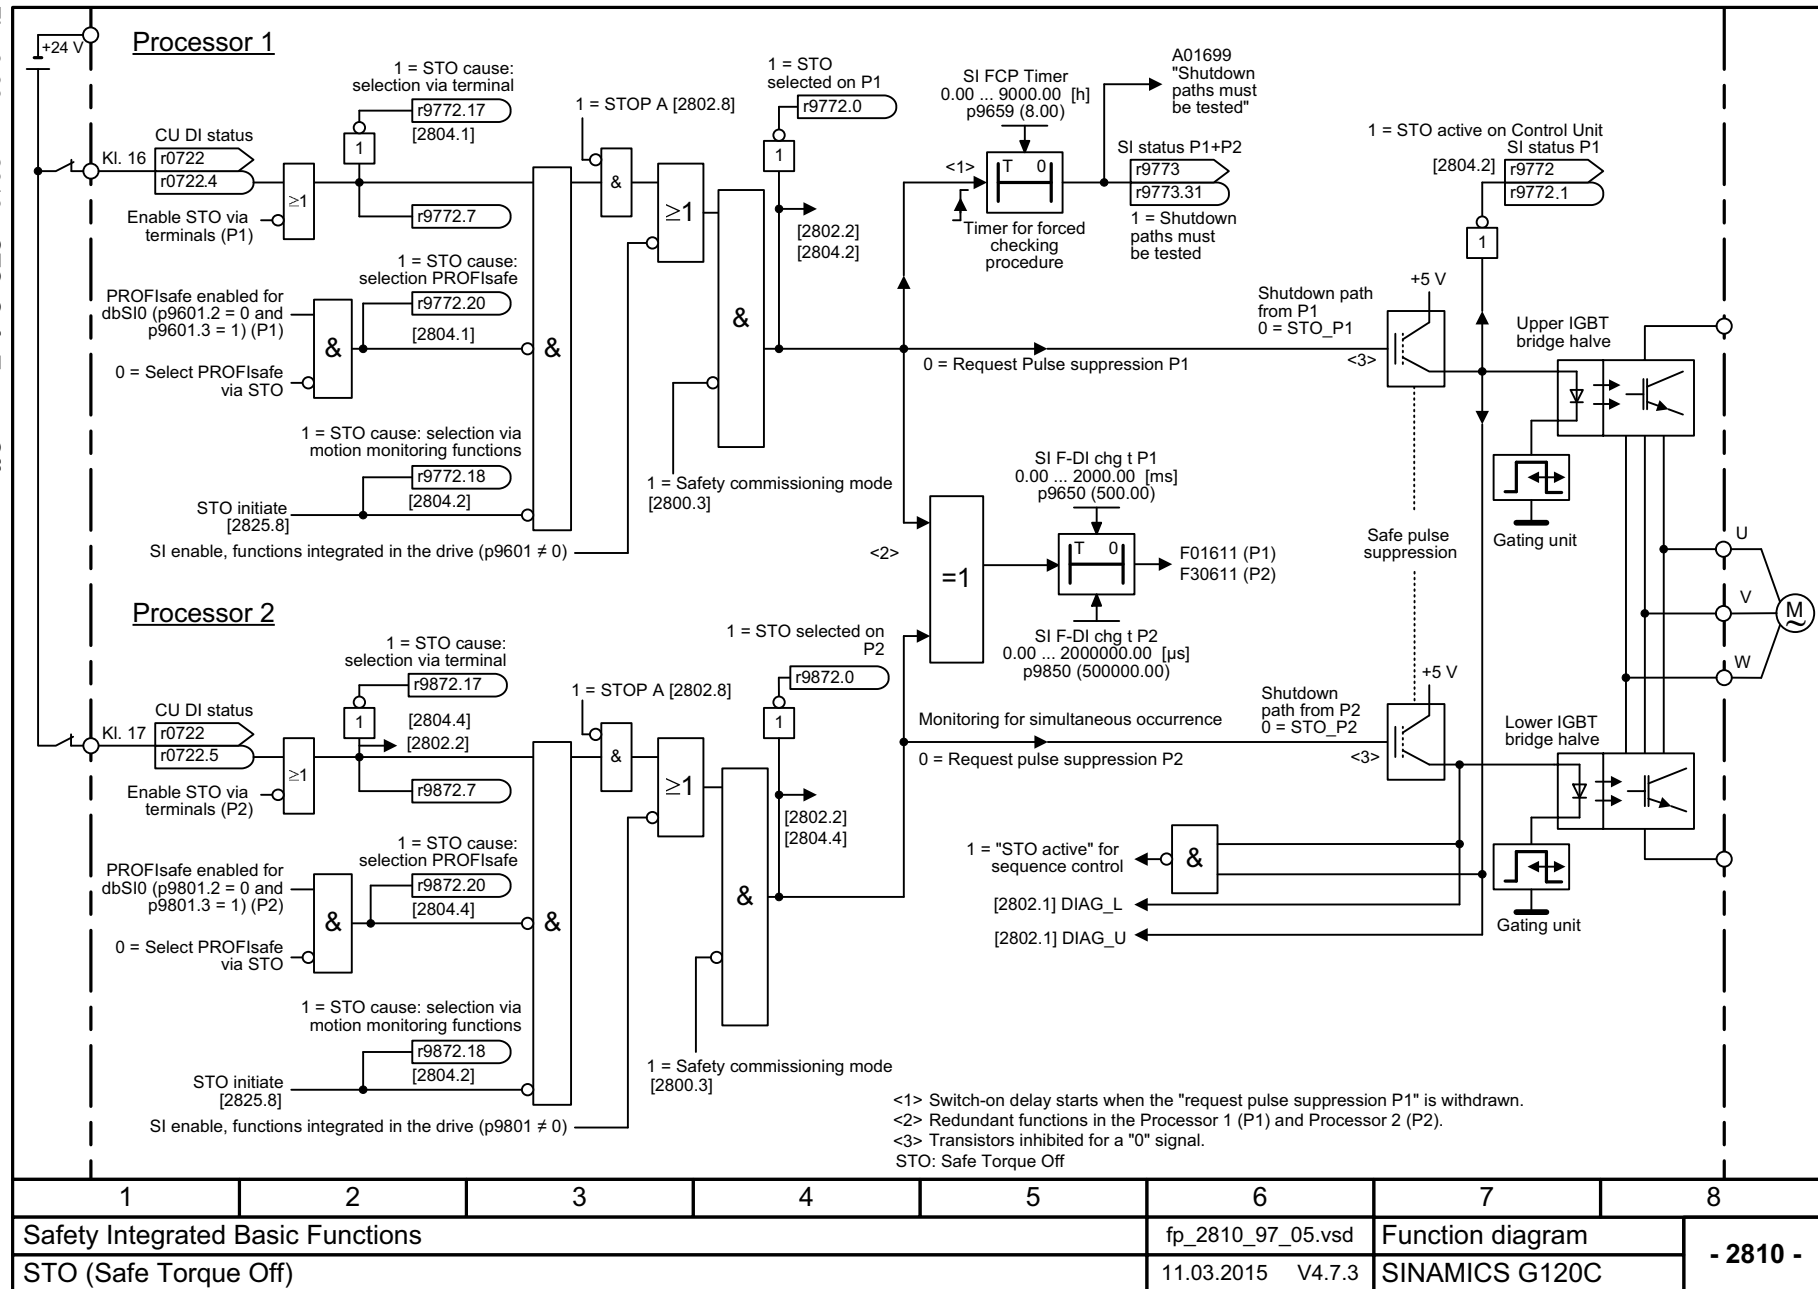 +24 V
Processor 1
1 = STO cause:
selection via terminal
r9772.17
[2804.1]
1
CU DI status
Kl. 16
r0722
r0722.4
≥1
Enable STO via
terminals (P1)
r9772.7
1 = STO cause:
selection PROFIsafe
r9772.20
[2804.1]
PROFIsafe enabled for
dbSI0 (p9601.2 = 0 and
p9601.3 = 1) (P1)
&
0 = Select PROFIsafe
via STO
1 = STO cause: selection via
motion monitoring functions
r9772.18
[2804.2]
STO initiate
[2825.8]
SI enable, functions integrated in the drive (p9601 ≠ 0)
&
1 = STOP A [2802.8]
&
≥1
1 = STO
selected on P1
r9772.0
1
[2802.2]
[2804.2]
&
1 = Safety commissioning mode
[2800.3]
SI FCP Timer
0.00 ... 9000.00 [h]
p9659 (8.00)
<1>
T 0
Timer for forced
checking
procedure
A01699
"Shutdown
paths must
be tested"
SI status P1+P2
r9773
r9773.31
1 = Shutdown
paths must
be tested
1 = STO active on Control Unit
SI status P1
[2804.2]
r9772
r9772.1
1
+5 V
Shutdown path
from P1
0 = STO_P1
<3>
0 = Request Pulse suppression P1
Upper IGBT
bridge halve
Gating unit
SI F-DI chg t P1
0.00 ... 2000.00 [ms]
p9650 (500.00)
<2>
=1
T 0
F01611 (P1)
F30611 (P2)
SI F-DI chg t P2
0.00 ... 2000000.00 [µs]
p9850 (500000.00)
Safe pulse
suppression
U
V
W
M
~
Processor 2
1 = STO cause:
selection via terminal
r9872.17
1
[2804.4]
[2802.2]
CU DI status
Kl. 17
r0722
r0722.5
≥1
Enable STO via
terminals (P2)
r9872.7
1 = STO cause:
selection PROFIsafe
r9872.20
[2804.4]
PROFIsafe enabled for
dbSI0 (p9801.2 = 0 and
p9801.3 = 1) (P2)
&
0 = Select PROFIsafe
via STO
1 = STO cause: selection via
motion monitoring functions
r9872.18
[2804.2]
STO initiate
[2825.8]
SI enable, functions integrated in the drive (p9801 ≠ 0)
&
1 = STOP A [2802.8]
&
≥1
1 = STO selected on
P2
r9872.0
1
[2802.2]
[2804.4]
&
1 = Safety commissioning mode
[2800.3]
Monitoring for simultaneous occurrence
0 = Request pulse suppression P2
Shutdown
path from P2
0 = STO_P2
<3>
+5 V
Lower IGBT
bridge halve
Gating unit
1 = "STO active" for
sequence control
&
[2802.1] DIAG_L
[2802.1] DIAG_U
<1> Switch-on delay starts when the "request pulse suppression P1" is withdrawn.
<2> Redundant functions in the Processor 1 (P1) and Processor 2 (P2).
<3> Transistors inhibited for a "0" signal.
STO: Safe Torque Off
1 2 3 4 5 6 7 8
Safety Integrated Basic Functions
fp_2810_97_05.vsd
Function diagram
- 2810 -
STO (Safe Torque Off)
11.03.2015 V4.7.3
SINAMICS G120C